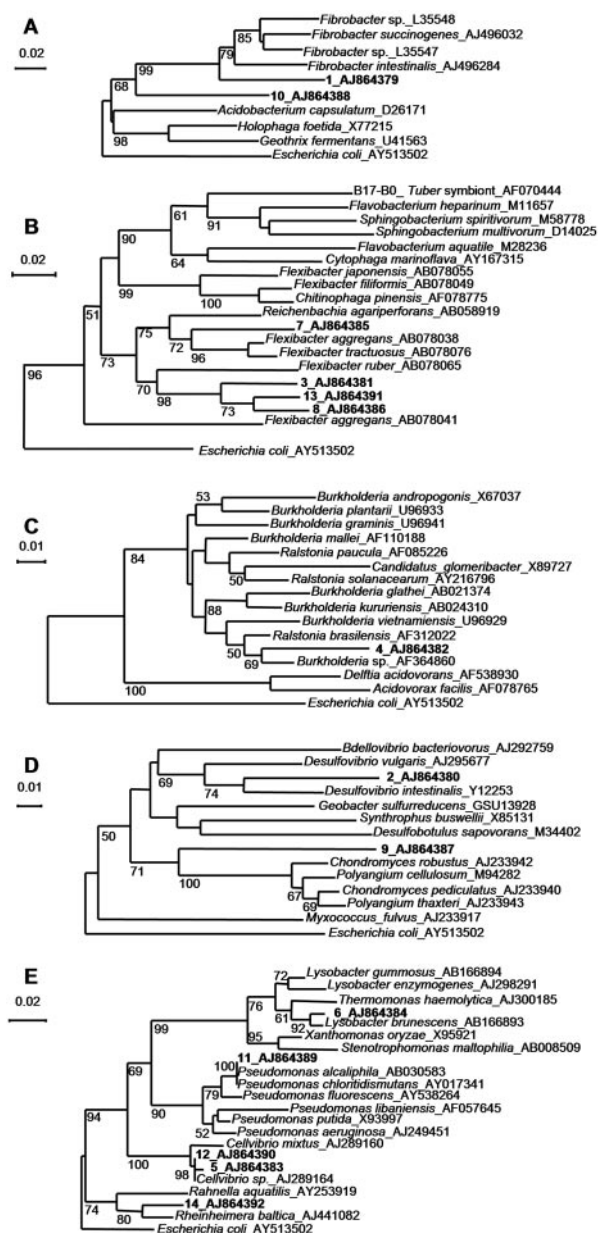 A
0.02
Fibrobacter sp._L35548
85
Fibrobacter succinogenes_AJ496032
79
Fibrobacter sp._L35547
99
Fibrobacter intestinalis_AJ496284
1_AJ864379
68
10_AJ864388
Acidobacterium capsulatum_D26171
Holophaga foetida_X77215
98
Geothrix fermentans_U41563
Escherichia coli_AY513502
B
0.02
B17-B0_ Tuber symbiont_AF070444
61
Flavobacterium heparinum_M11657
91
Sphingobacterium spiritivorum_M58778
90
Sphingobacterium multivorum_D14025
Flavobacterium aquatile_M28236
64
Cytophaga marinoflava_AY167315
Flexibacter japonensis_AB078055
99
Flexibacter filiformis_AB078049
100
Chitinophaga pinensis_AF078775
51
Reichenbachia agariperforans_AB058919
75
7_AJ864385
72
Flexibacter aggregans_AB078038
96
Flexibacter tractuosus_AB078076
73
Flexibacter ruber_AB078065
96
70
3_AJ864381
98
13_AJ864391
73
8_AJ864386
Flexibacter aggregans_AB078041
Escherichia coli_AY513502
C
0.01
53
Burkholderia andropogonis_X67037
Burkholderia plantarii_U96933
Burkholderia graminis_U96941
84
Burkholderia mallei_AF110188
Ralstonia paucula_AF085226
Candidatus_glomeribacter_X89727
50
Ralstonia solanacearum_AY216796
Burkholderia glathei_AB021374
88
Burkholderia kururiensis_AB024310
Burkholderia vietnamiensis_U96929
Ralstonia brasilensis_AF312022
50
4_AJ864382
69
Burkholderia sp._AF364860
Delftia acidovorans_AF538930
100
Acidovorax facilis_AF078765
Escherichia coli_AY513502
D
0.01
Bdellovibrio bacteriovorus_AJ292759
Desulfovibrio vulgaris_AJ295677
69
2_AJ864380
74
Desulfovibrio intestinalis_Y12253
Geobacter sulfurreducens_GSU13928
Synthrophus buswellii_X85131
50
Desulfobotulus sapovorans_M34402
9_AJ864387
71
Chondromyces robustus_AJ233942
100
Polyangium cellulosum_M94282
67
Chondromyces pediculatus_AJ233940
69
Polyangium thaxteri_AJ233943
Myxococcus_fulvus_AJ233917
Escherichia coli_AY513502
E
0.02
72
Lysobacter gummosus_AB166894
Lysobacter enzymogenes_AJ298291
76
Thermomonas haemolytica_AJ300185
61
6_AJ864384
92
Lysobacter brunescens_AB166893
99
Xanthomonas oryzae_X95921
95
Stenotrophomonas maltophilia_AB008509
11_AJ864389
100
Pseudomonas alcaliphila_AB030583
69
Pseudomonas chloritidismutans_AY017341
79
Pseudomonas fluorescens_AY538264
90
Pseudomonas libaniensis_AF057645
94
Pseudomonas putida_X93997
52
Pseudomonas aeruginosa_AJ249451
Cellvibrio mixtus_AJ289160
100
12_AJ864390
98
5_AJ864383
Cellvibrio sp._AJ289164
Rahnella aquatilis_AY253919
74
14_AJ864392
80
Rheinheimera baltica_AJ441082
Escherichia coli_AY513502